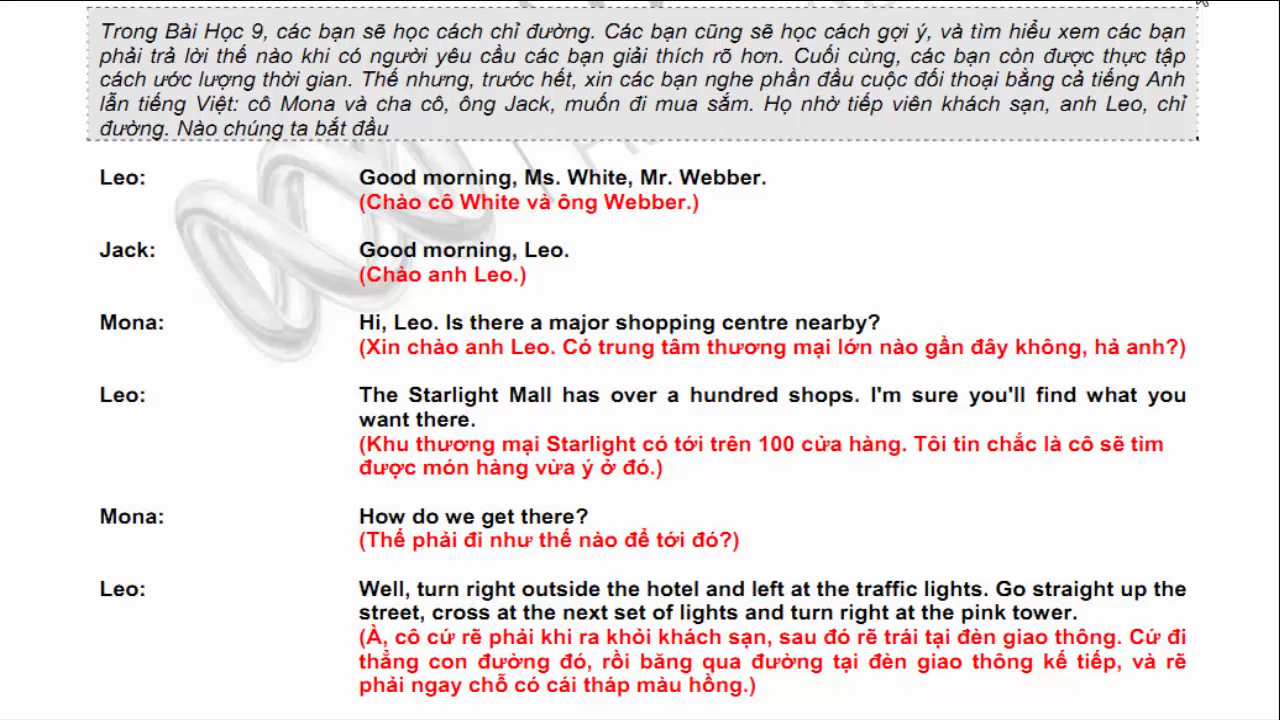 Trong Bài Học 9, các bạn sẽ học cách chỉ đường. Các bạn cũng sẽ học cách gợi ý, và tìm hiểu xem các bạn
phải trả lời thế nào khi có người yêu cầu các bạn giải thích rõ hơn. Cuối cùng, các bạn còn được thực tập
cách ước lượng thời gian. Thế nhưng, trước hết, xin các bạn nghe phần đầu cuộc đối thoại bằng cả tiếng Anh
lẫn tiếng Việt: cô Mona và cha cô, ông Jack, muốn đi mua sắm. Họ nhờ tiếp viên khách sạn, anh Leo, chỉ
đường. Nào chúng ta bắt đầu
Leo: Good morning, Ms. White, Mr. Webber.
(Chào cô White và ông Webber.)
Jack: Good morning, Leo.
(Chào anh Leo.)
Mona: Hi, Leo. Is there a major shopping centre nearby?
(Xin chào anh Leo. Có trung tâm thương mại lớn nào gần đây không, hả anh?)
Leo: The Starlight Mall has over a hundred shops. I'm sure you'll find what you
want there.
(Khu thương mại Starlight có tới trên 100 cửa hàng. Tôi tin chắc là cô sẽ tìm
được món hàng vừa ý ở đó.)
Mona: How do we get there?
(Thế phải đi như thế nào để tới đó?)
Leo: Well, turn right outside the hotel and left at the traffic lights. Go straight up the
street, cross at the next set of lights and turn right at the pink tower.
(À, cô cứ rẽ phải khi ra khỏi khách sạn, sau đó rẽ trái tại đèn giao thông. Cứ đi
thẳng con đường đó, rồi băng qua đường tại đèn giao thông kế tiếp, và rẽ
phải ngay chỗ có cái tháp màu hồng.)